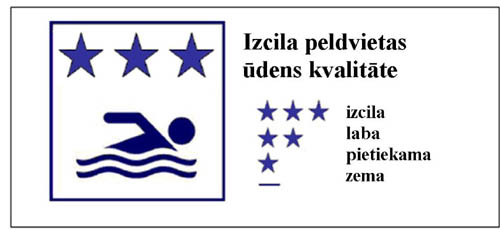 Izcila peldvietas
ūdens kvalitāte
izcila
laba
pietiekama
zema